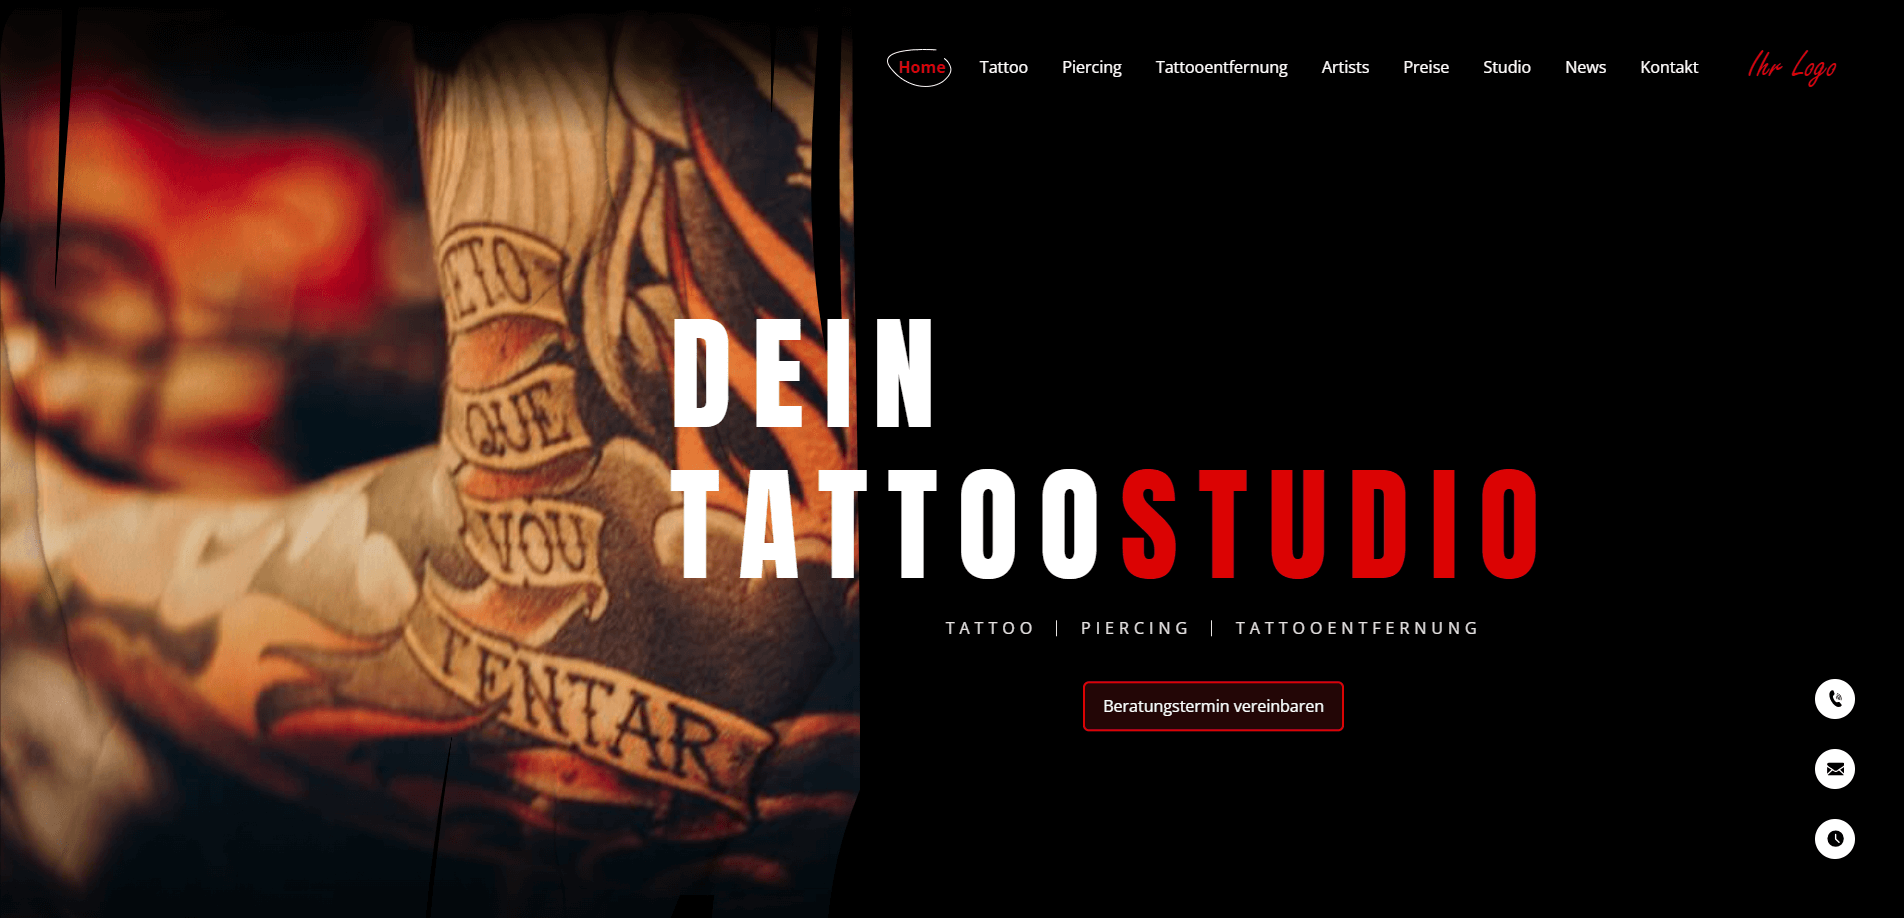 Home Tattoo Piercing Tattooentfernung Artists Preise Studio News Kontakt Ihr Logo
ETO
QUE
VOU
TENTAR
DEIN
TATTOOSTUDIO
TATTOO | PIERCING | TATTOOENTFERNUNG
Beratungstermin vereinbaren